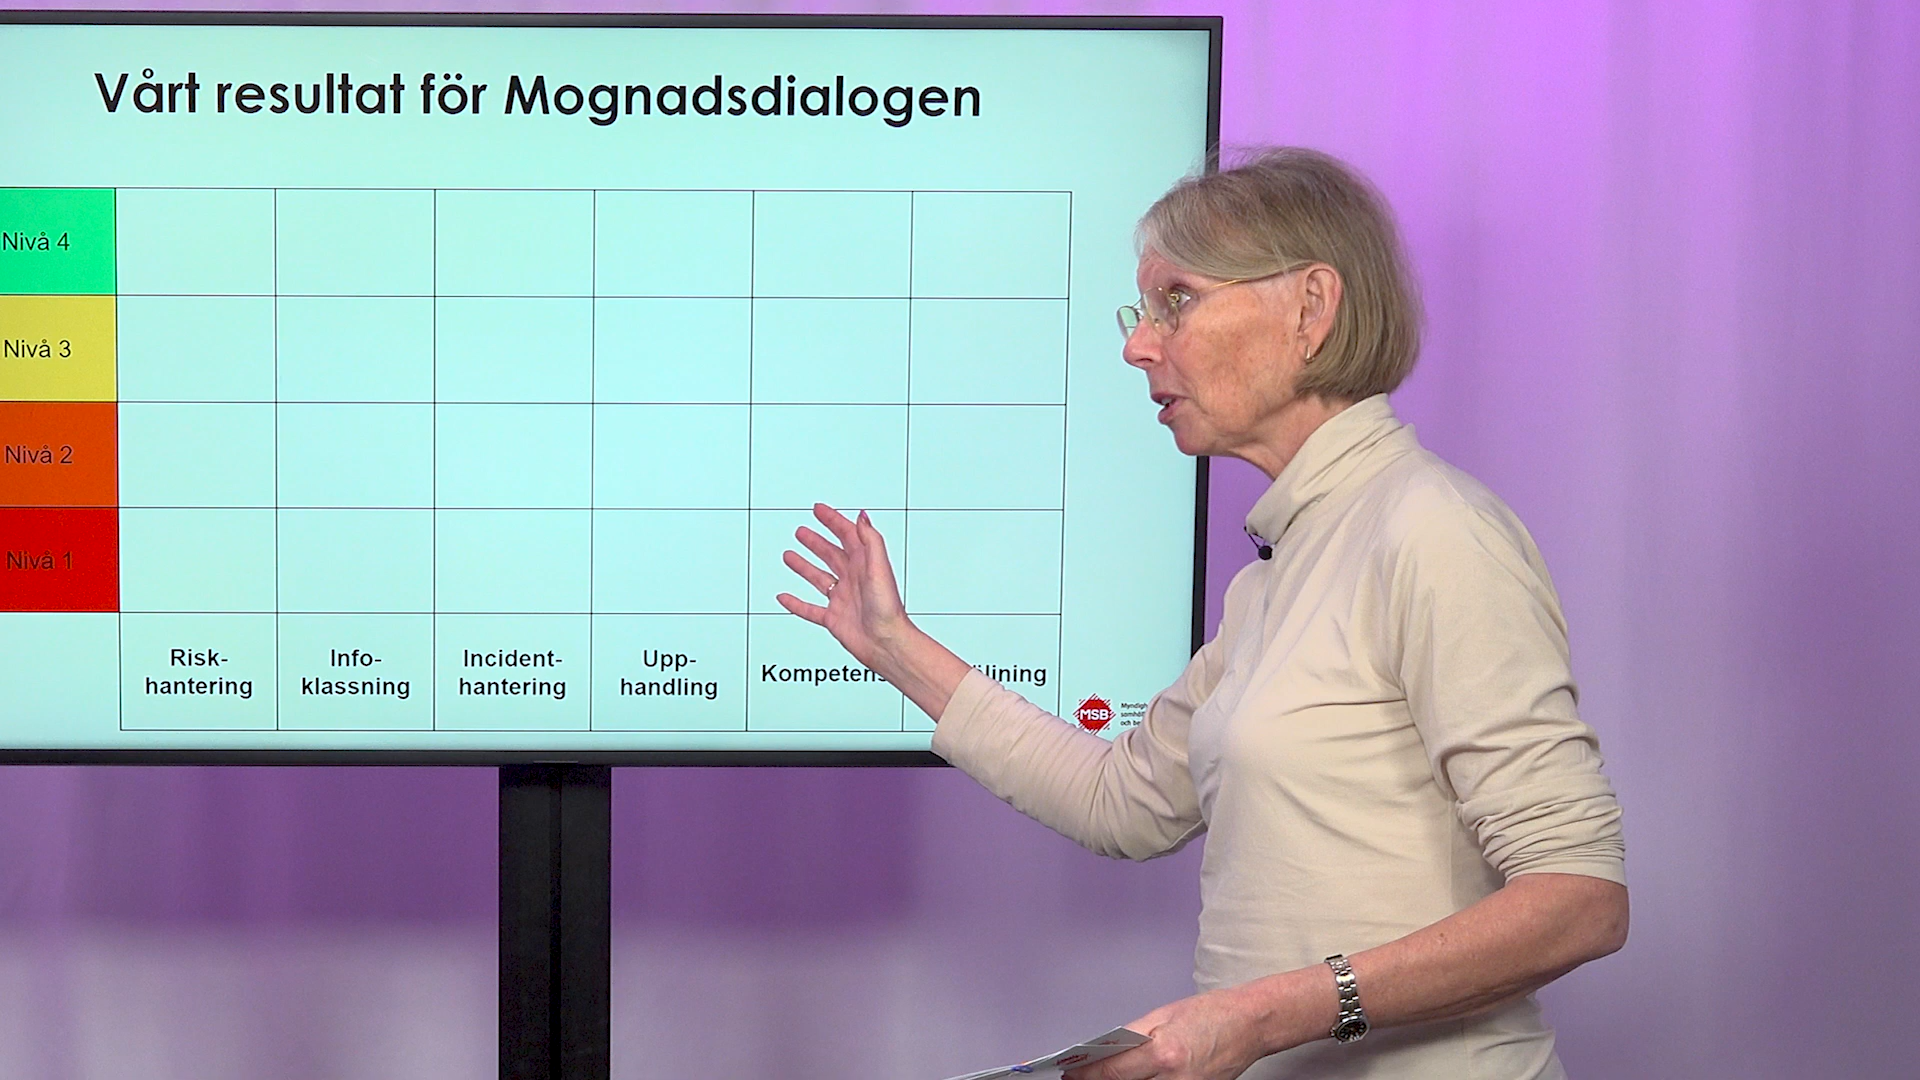 Vårt resultat för Mognadsdialogen
Nivå 4
Nivå 3
Nivå 2
Nivå 1
Risk-
hantering
Info-
klassning
Incident-
hantering
Upp-
handling
MSB